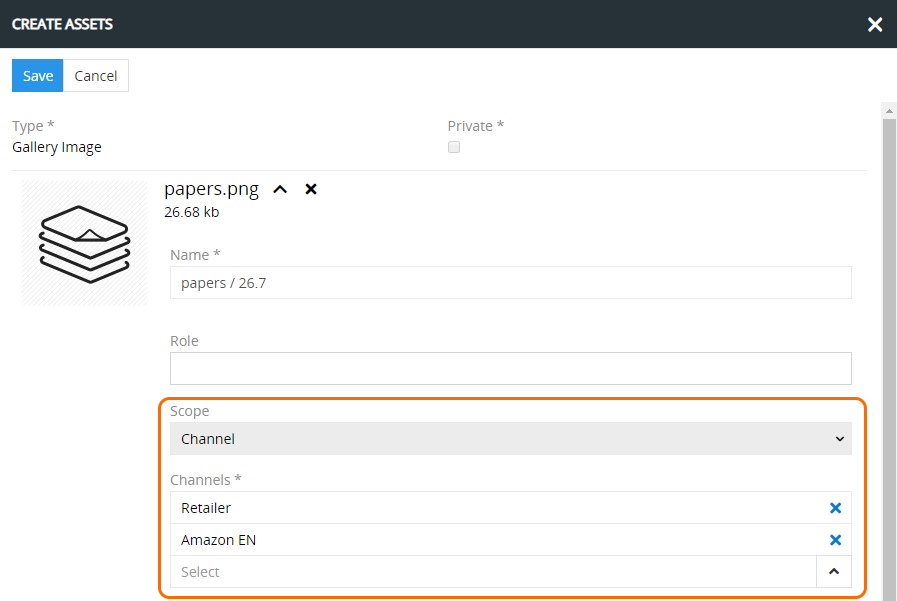 CREATE ASSETS
Save Cancel
Type * Private *
Gallery Image
papers.png
26.68 kb
Name *
papers / 26.7
Role
Scope
Channel
Channels *
Retailer
Amazon EN
Select